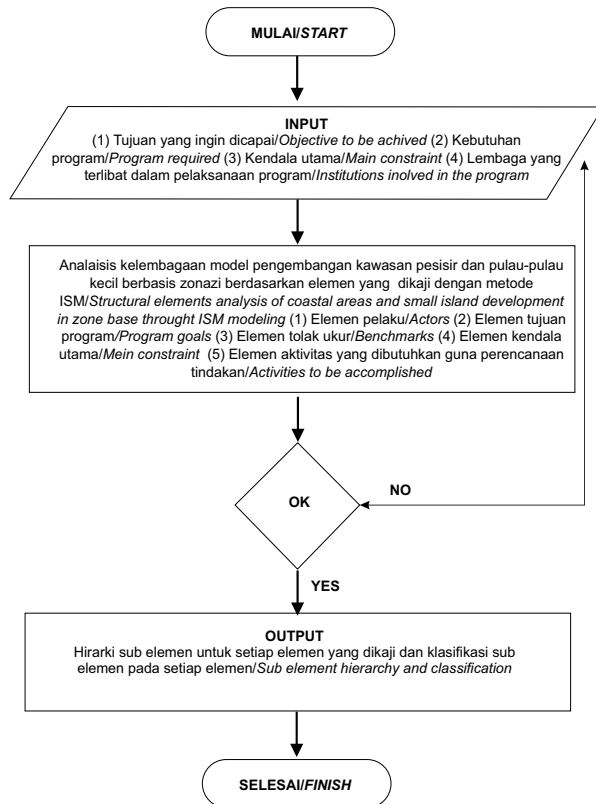 MULAI/START
INPUT
(1) Tujuan yang ingin dicapai/Objective to be achived (2) Kebutuhan
program/Program required (3) Kendala utama/Main constraint (4) Lembaga yang
terlibat dalam pelaksanaan program/Institutions inolved in the program
Analaisis kelembagaan model pengembangan kawasan pesisir dan pulau-pulau
kecil berbasis zonazi berdasarkan elemen yang dikaji dengan metode
ISM/Structural elements analysis of coastal areas and small island development
in zone base throught ISM modeling (1) Elemen pelaku/Actors (2) Elemen tujuan
program/Program goals (3) Elemen tolak ukur/Benchmarks (4) Elemen kendala
utama/Mein constraint (5) Elemen aktivitas yang dibutuhkan guna perencanaan
tindakan/Activities to be accomplished
OK
NO
YES
OUTPUT
Hirarki sub elemen untuk setiap elemen yang dikaji dan klasifikasi sub
elemen pada setiap elemen/Sub element hierarchy and classification
SELESAI/FINISH